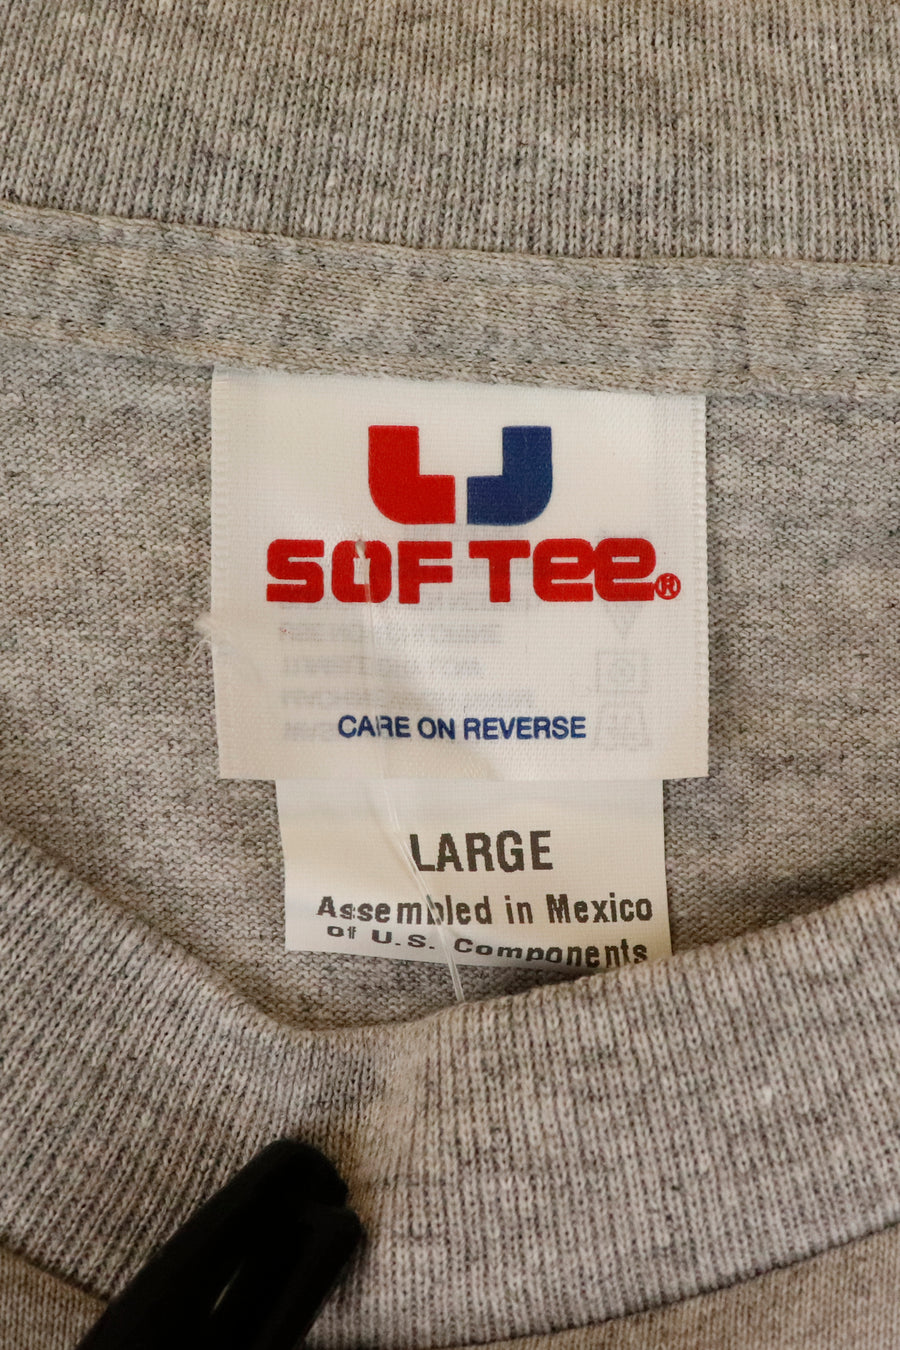 SOF TEE®
CARE ON REVERSE
LARGE
Assembled in Mexico
of U.S. Components